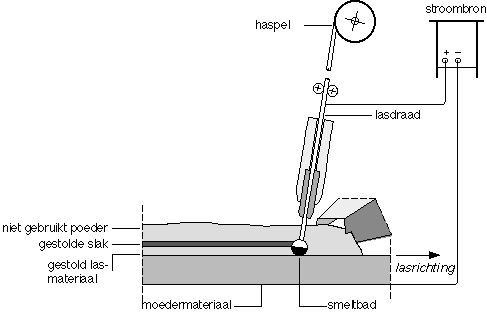 stroombron
haspel
+ –
lasdraad
niet gebruikt poeder
gestolde slak
gestold las-
materiaal
lasrichting
moedermateriaal
smeltbad